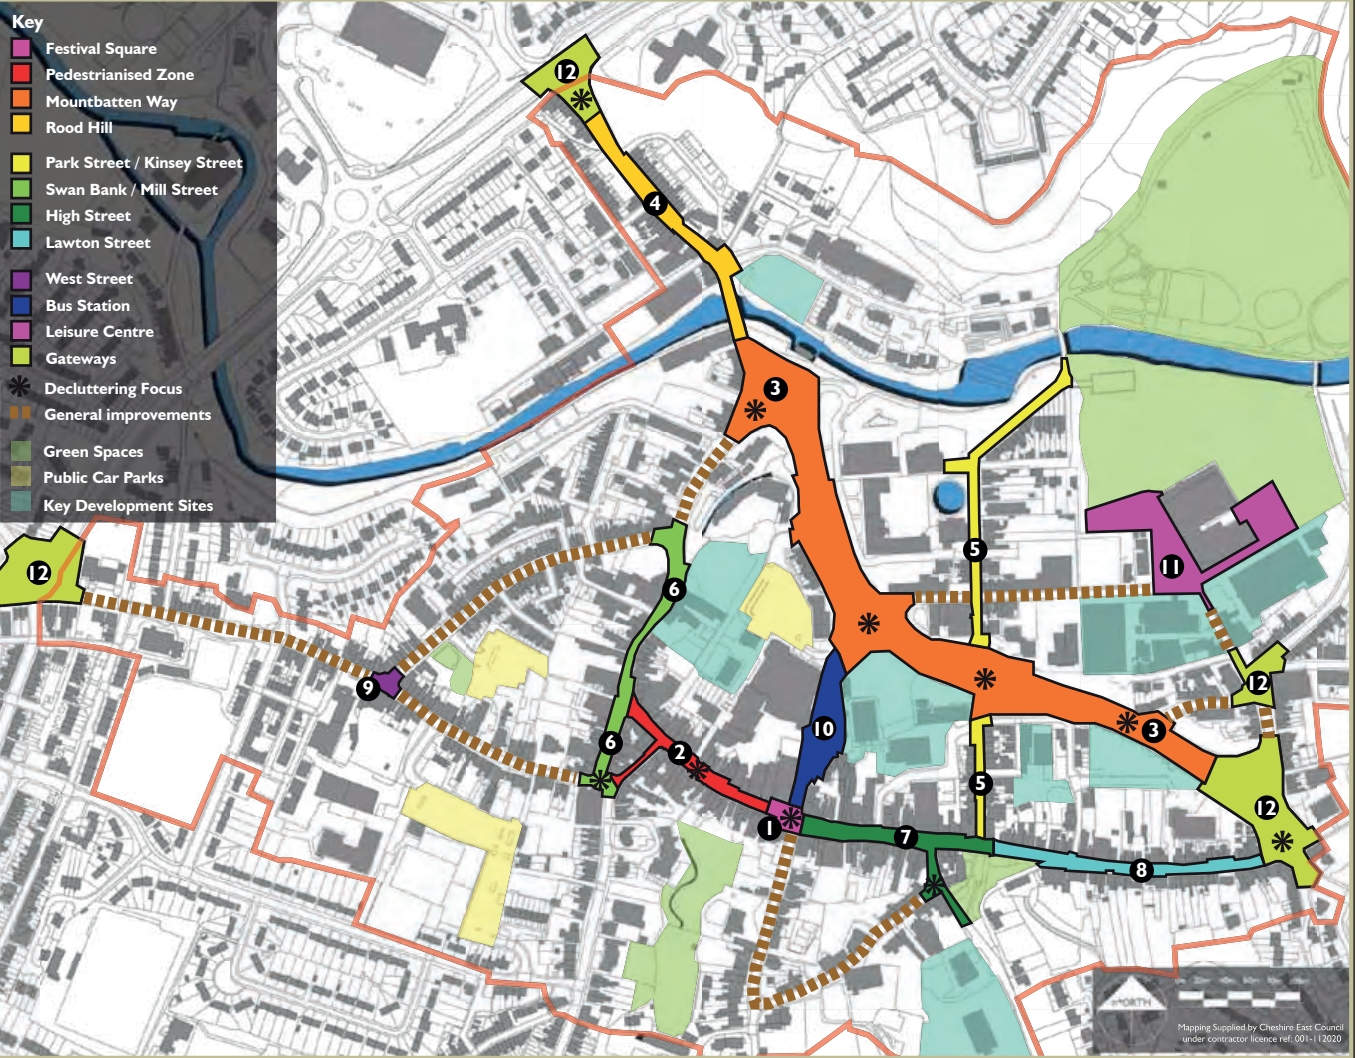 Key
Festival Square
Pedestrianised Zone
Mountbatten Way
Rood Hill
Park Street / Kinsey Street
Swan Bank / Mill Street
High Street
Lawton Street
West Street
Bus Station
Leisure Centre
Gateways
Decluttering Focus
General improvements
Green Spaces
Public Car Parks
Key Development Sites
12
4
3
5
11
12
6
9
12
6
2
10
3
5
12
1
7
8
nORTH
Mapping Supplied by Cheshire East Council
under contractor licence ref: 001-112020